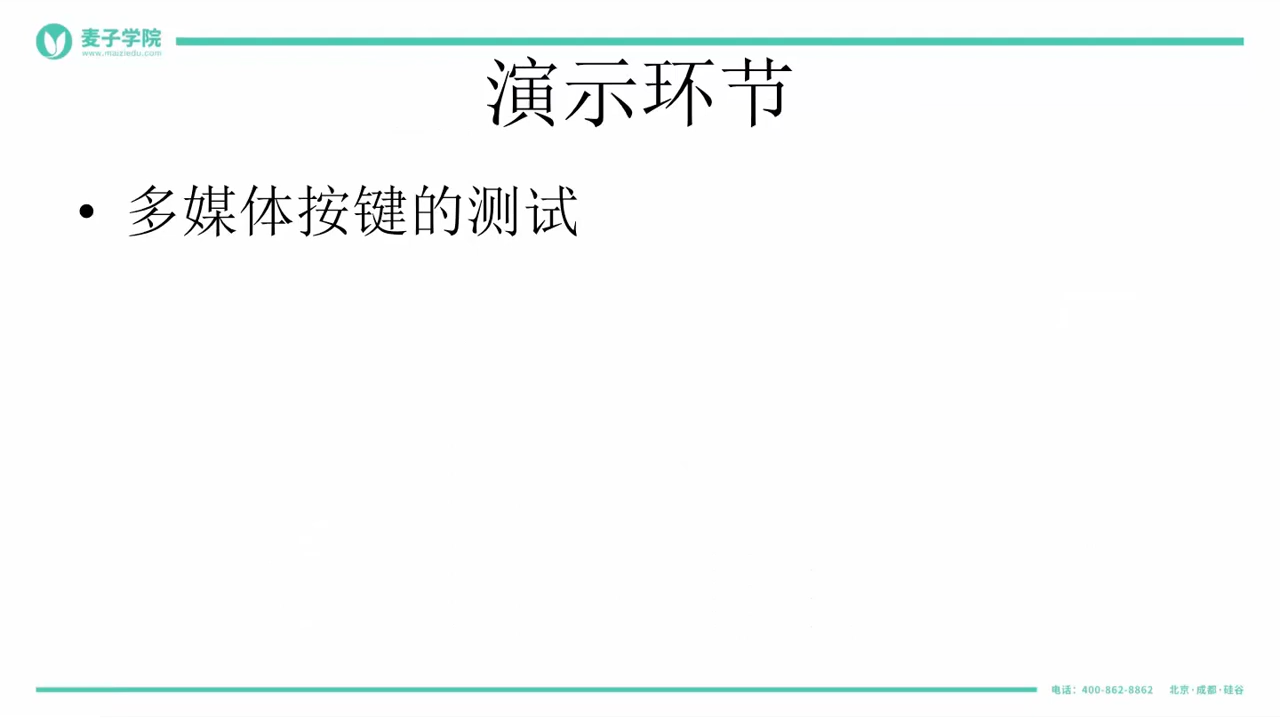 麦子学院
www.maiziedu.com
演示环节
• 多媒体按键的测试
电话：400-862-8862 北京·成都·硅谷